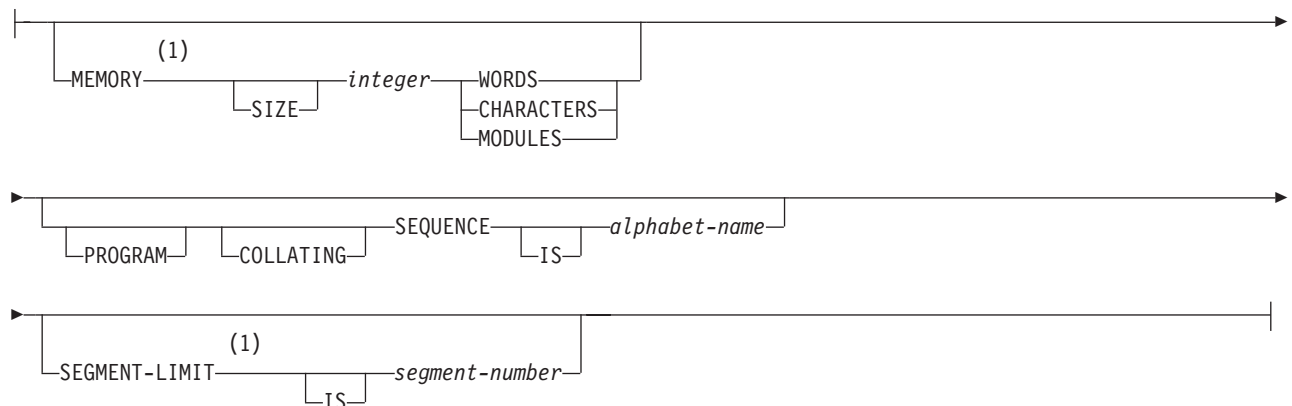 (1)
MEMORY integer WORDS
SIZE CHARACTERS
MODULES
SEQUENCE alphabet-name
PROGRAM COLLATING IS
(1)
SEGMENT-LIMIT segment-number
IS